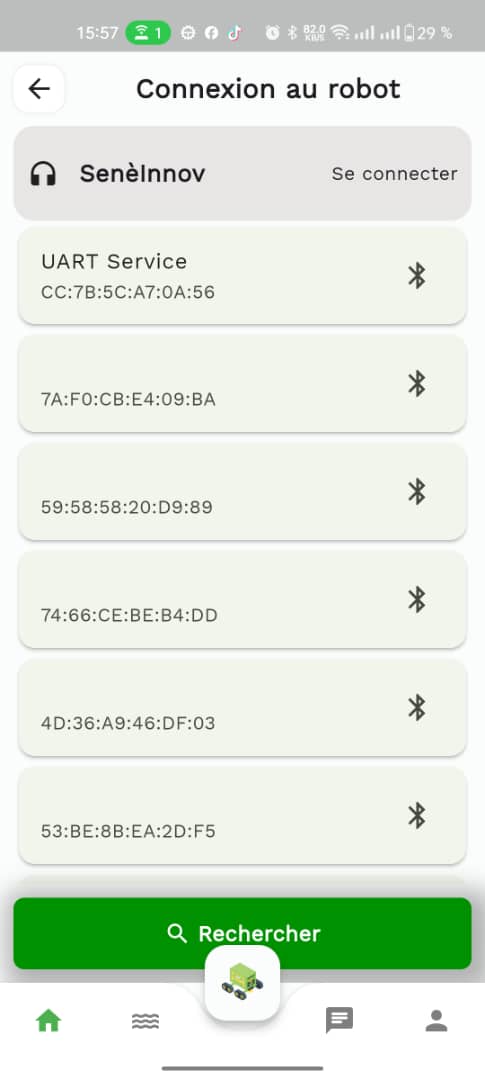 15:57 1 82.0 KB/S 29 %
Connexion au robot
SenèInnov Se connecter
UART Service
CC:7B:5C:A7:0A:56
7A:F0:CB:E4:09:BA
59:58:58:20:D9:89
74:66:CE:BE:B4:DD
4D:36:A9:46:DF:03
53:BE:8B:EA:2D:F5
Rechercher